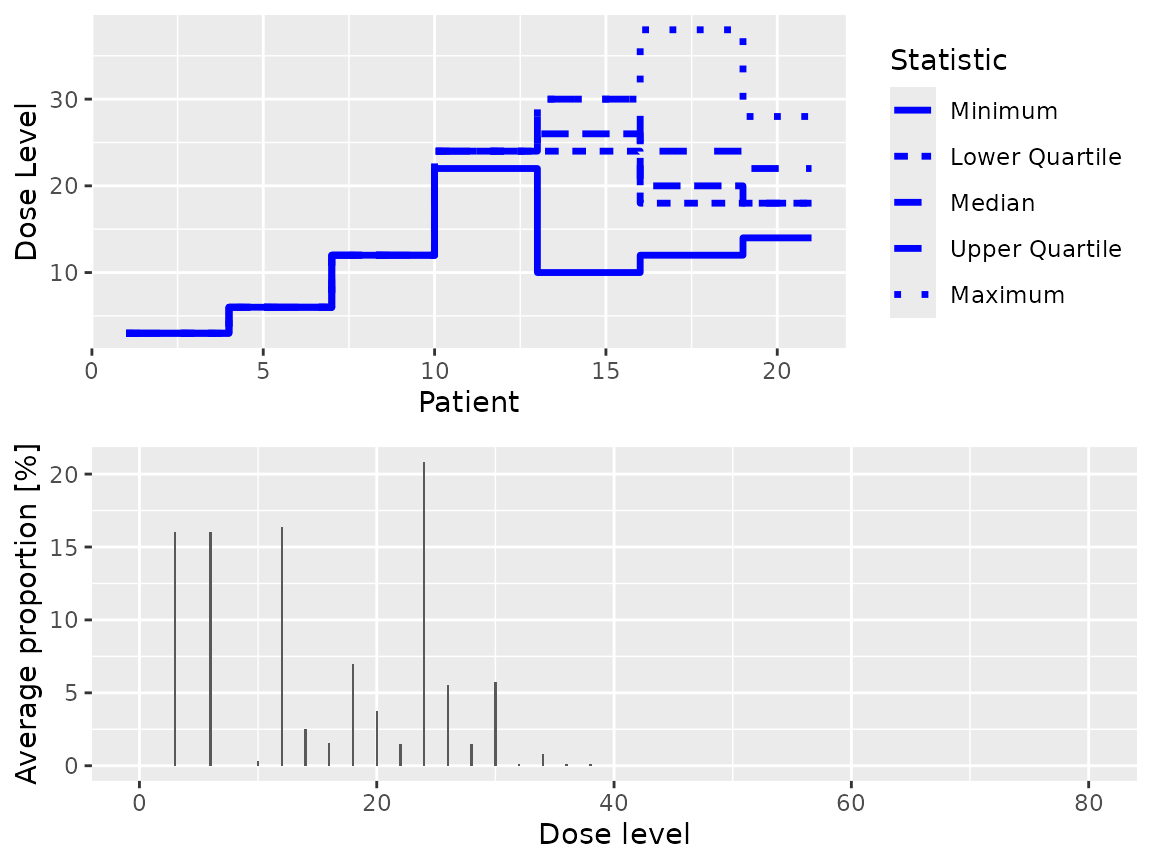 Dose Level
30
20
10
0
5
10
15
20
Patient
Statistic
Minimum
Lower Quartile
Median
Upper Quartile
Maximum
Average proportion [%]
20
15
10
5
0
0
20
40
60
80
Dose level